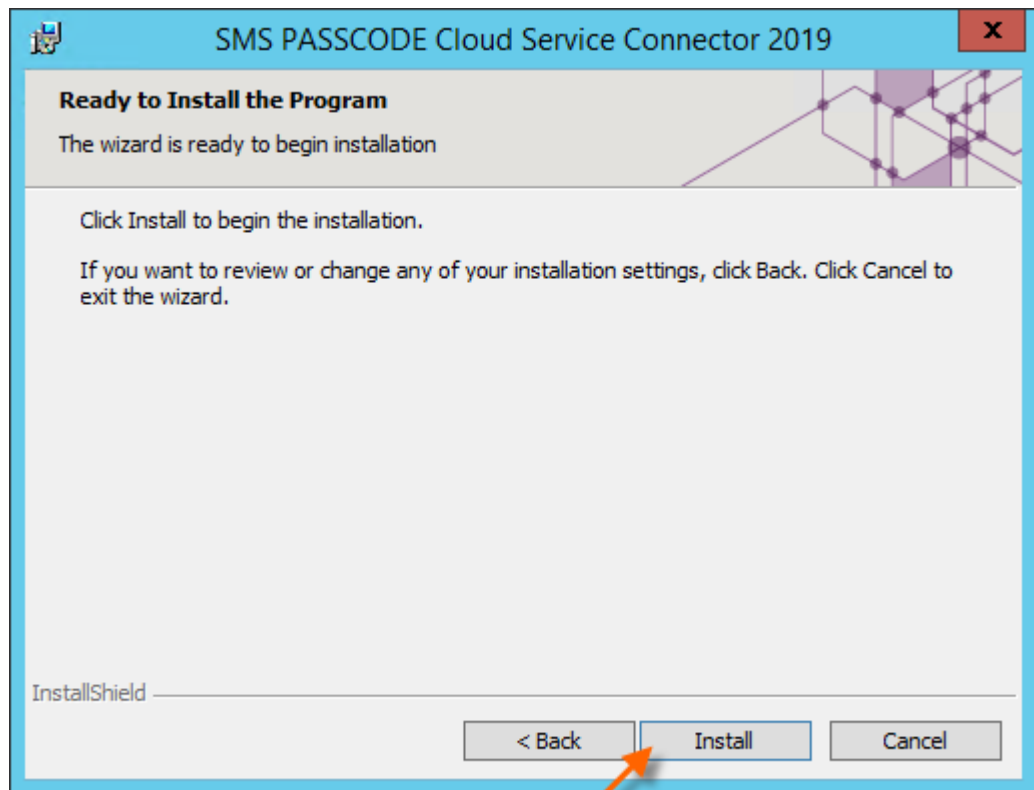 SMS PASSCODE Cloud Service Connector 2019
x
Ready to Install the Program
The wizard is ready to begin installation
Click Install to begin the installation.
If you want to review or change any of your installation settings, click Back. Click Cancel to
exit the wizard.
InstallShield
< Back Install Cancel